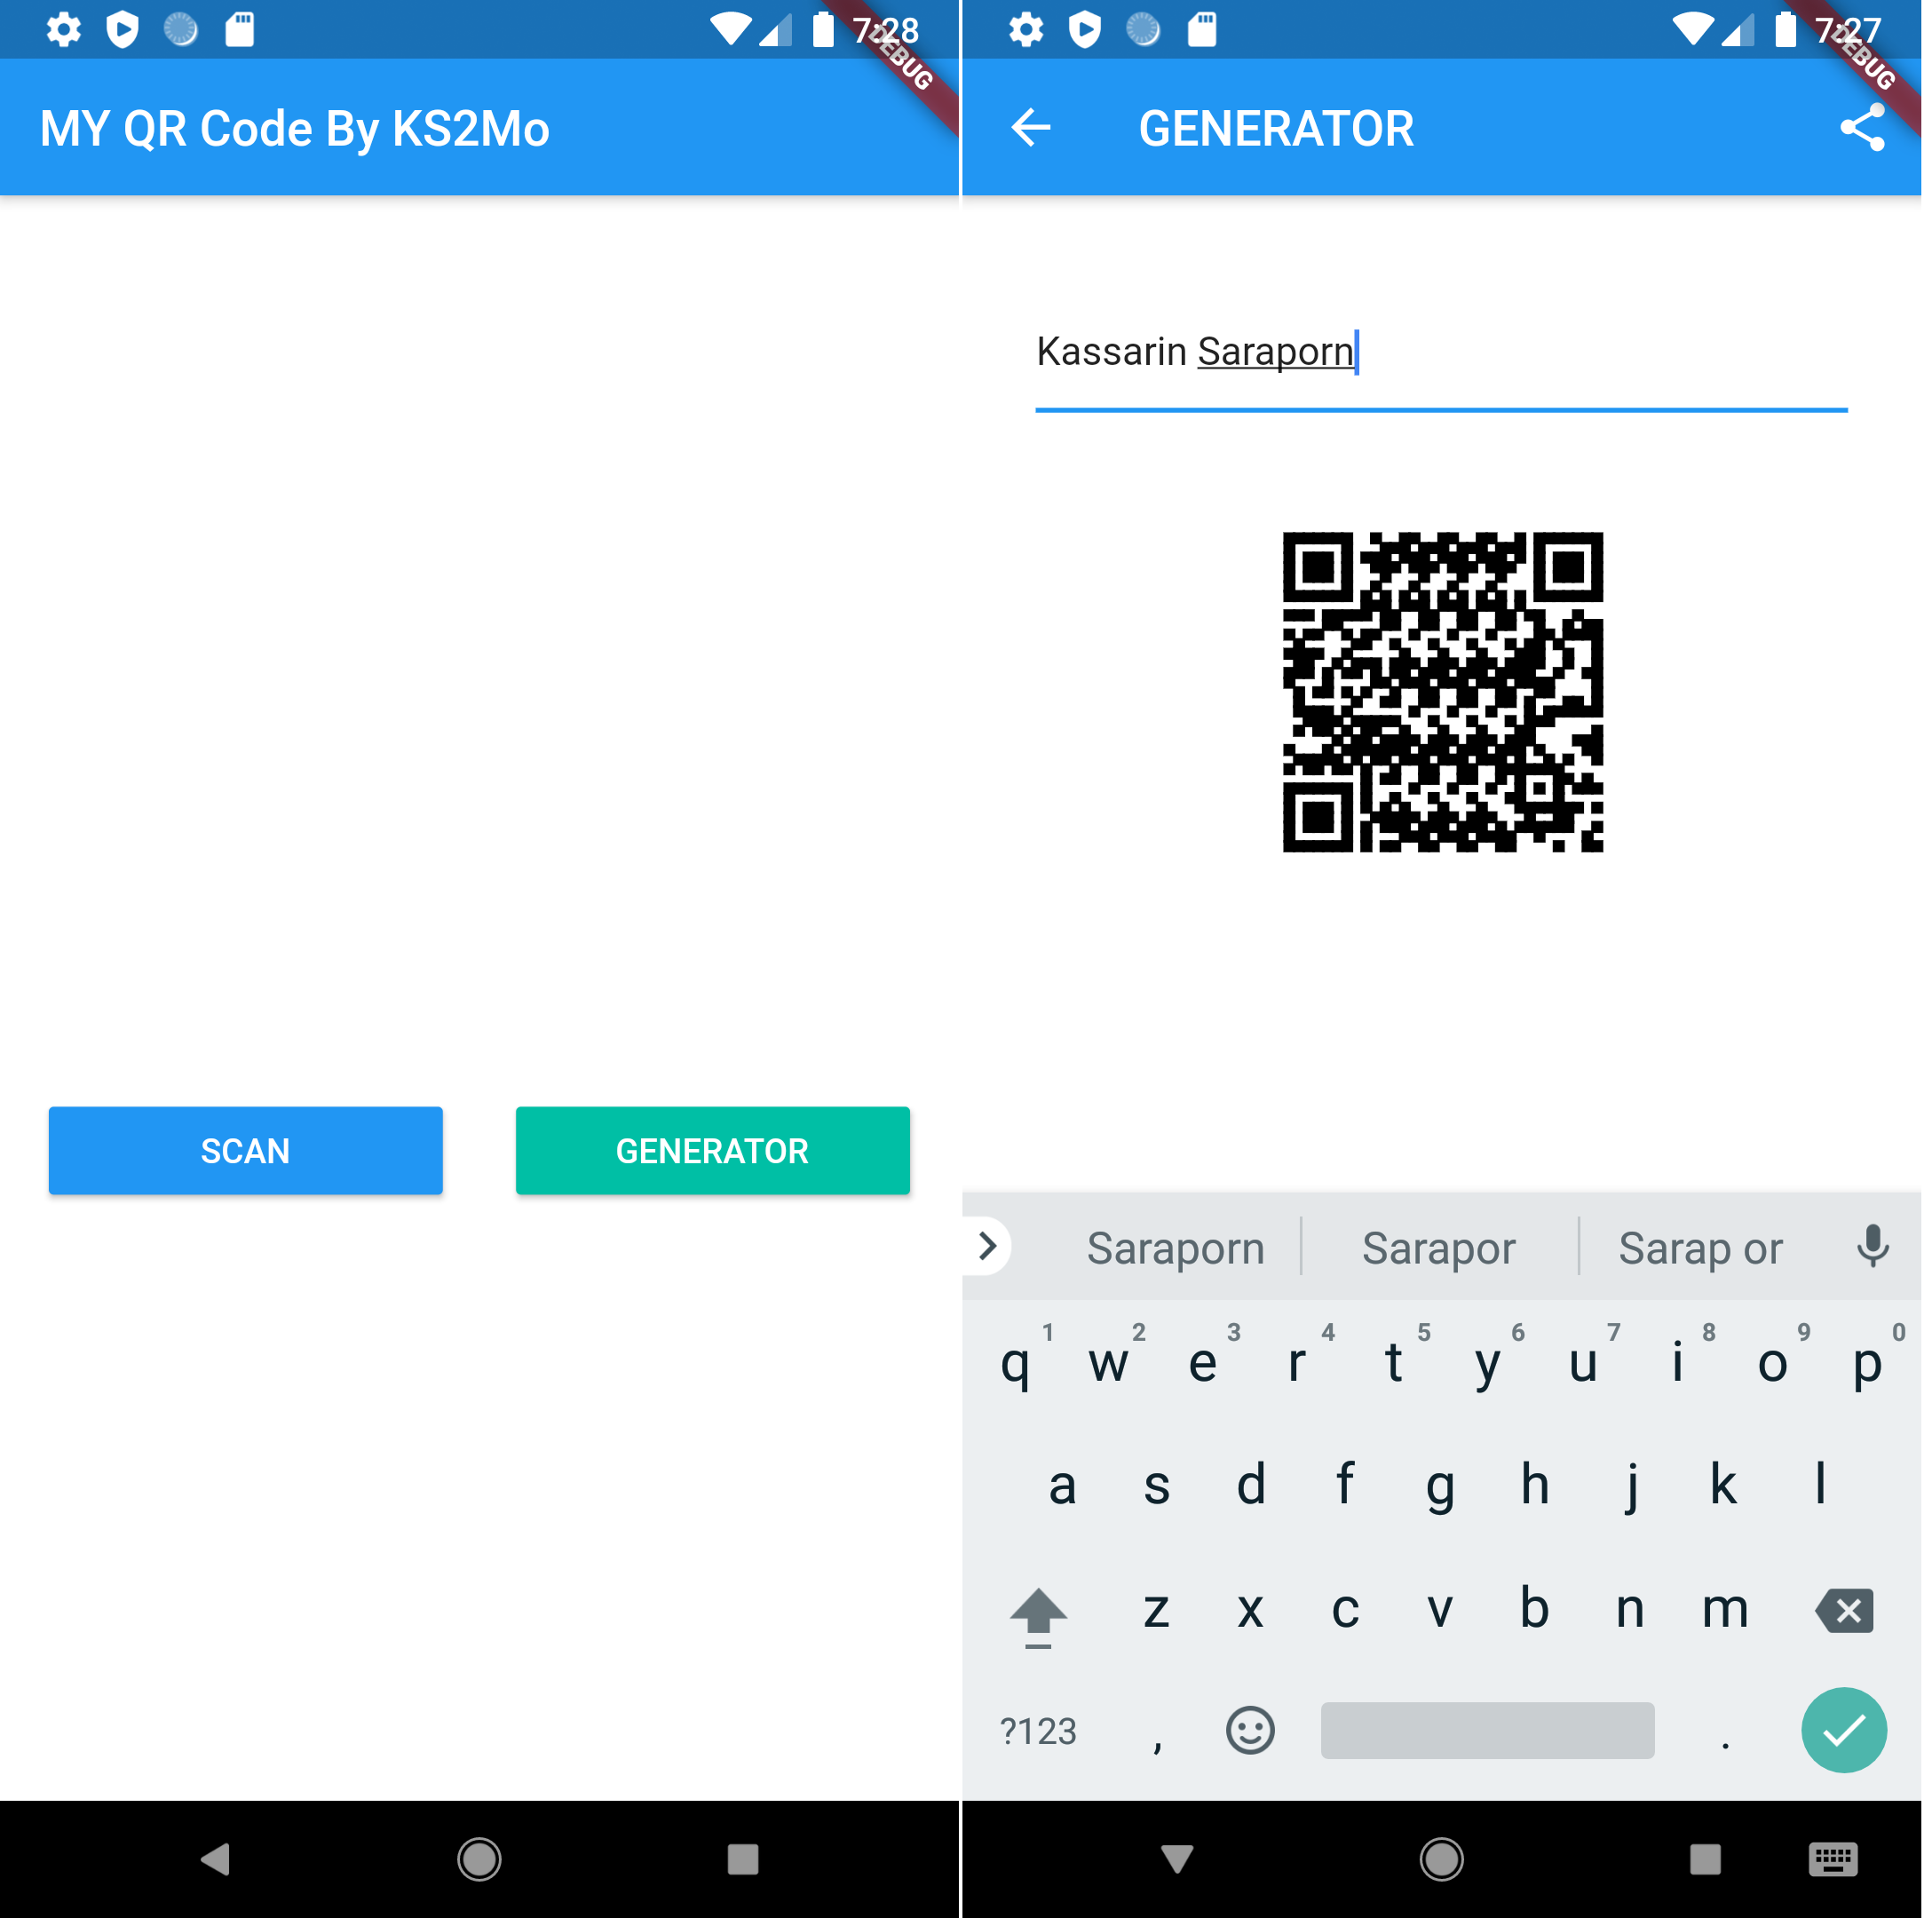 7:28
DEBUG
MY QR Code By KS2Mo
SCAN
GENERATOR
7:27
DEBUG
GENERATOR
Kassarin Saraporn
Saraporn Sarapor Sarap or
1 2 3 4 5 6 7 8 9 0
q w e r t y u i o p
a s d f g h j k l
z x c v b n m
?123 , .